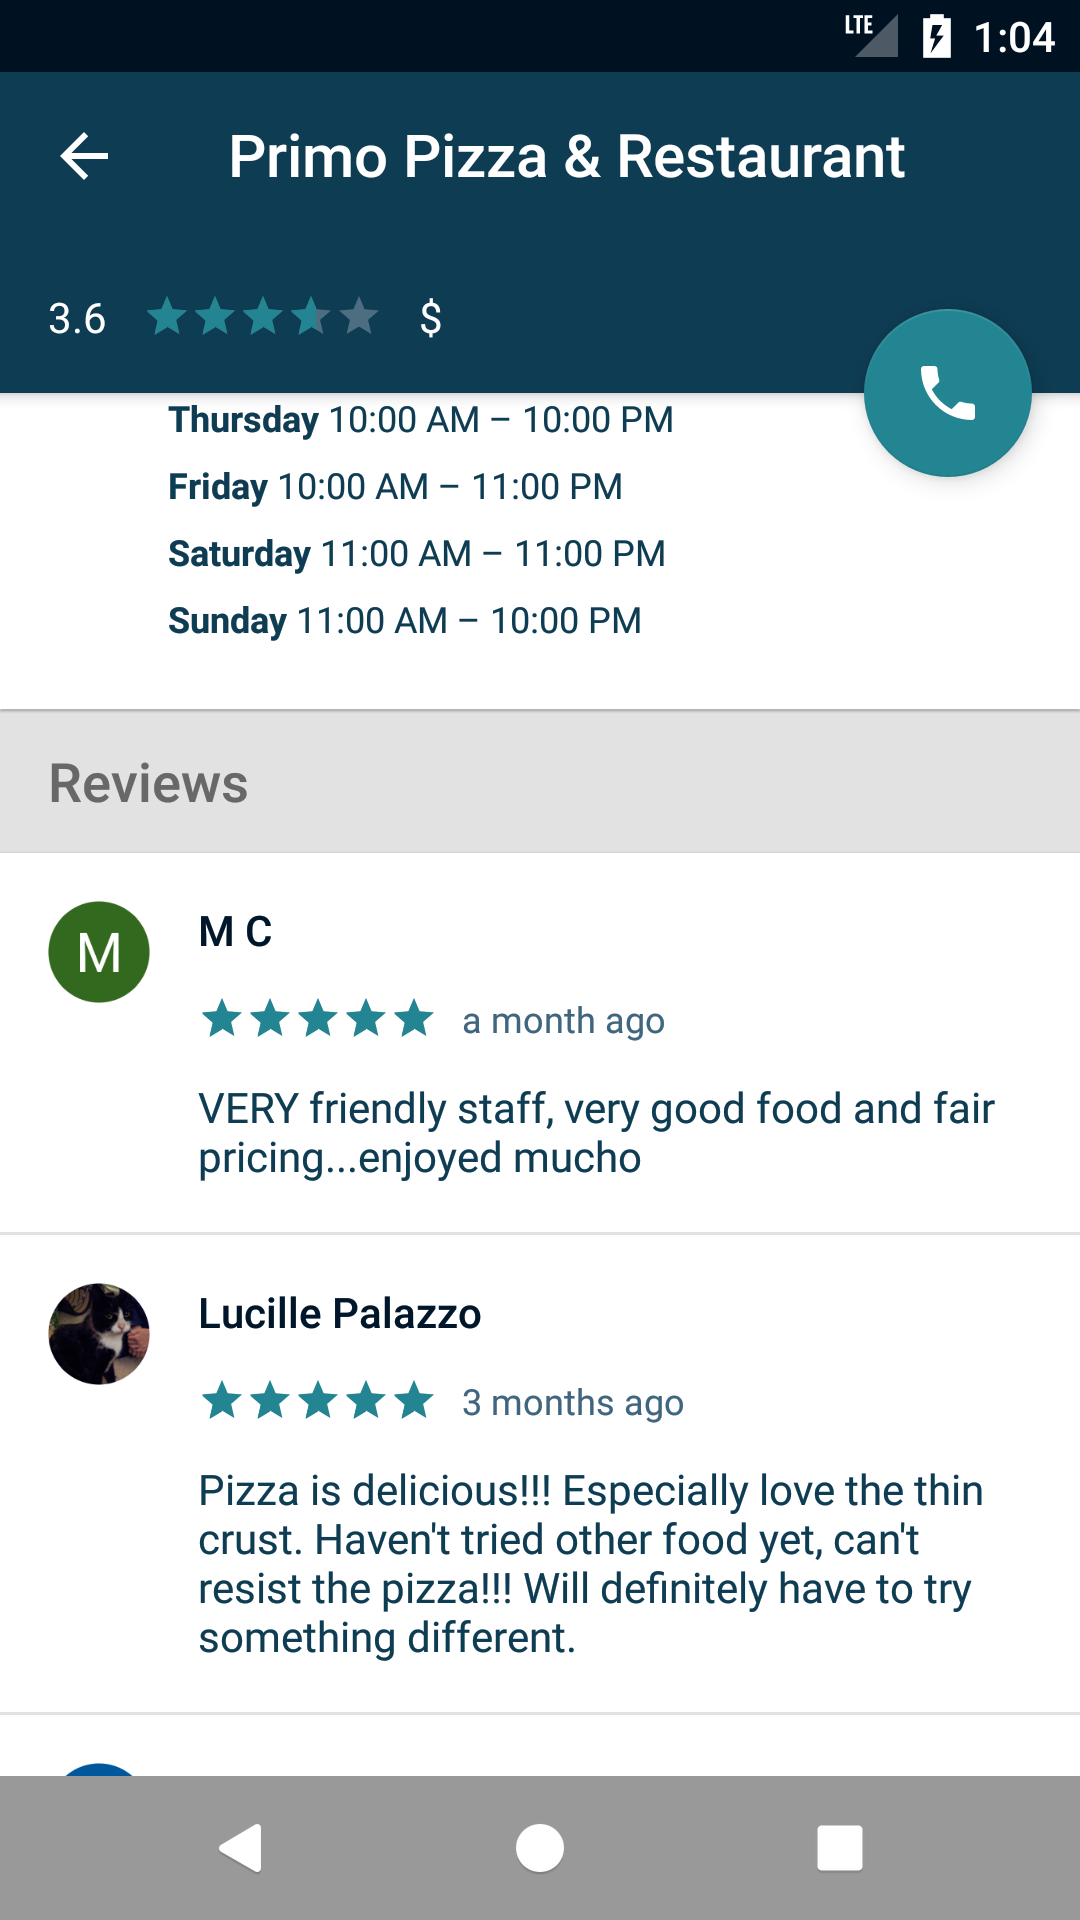 LTE 1:04
Primo Pizza & Restaurant
3.6 $
Thursday 10:00 AM – 10:00 PM
Friday 10:00 AM – 11:00 PM
Saturday 11:00 AM – 11:00 PM
Sunday 11:00 AM – 10:00 PM
Reviews
M
M C
a month ago
VERY friendly staff, very good food and fair
pricing...enjoyed mucho
Lucille Palazzo
3 months ago
Pizza is delicious!!! Especially love the thin
crust. Haven't tried other food yet, can't
resist the pizza!!! Will definitely have to try
something different.